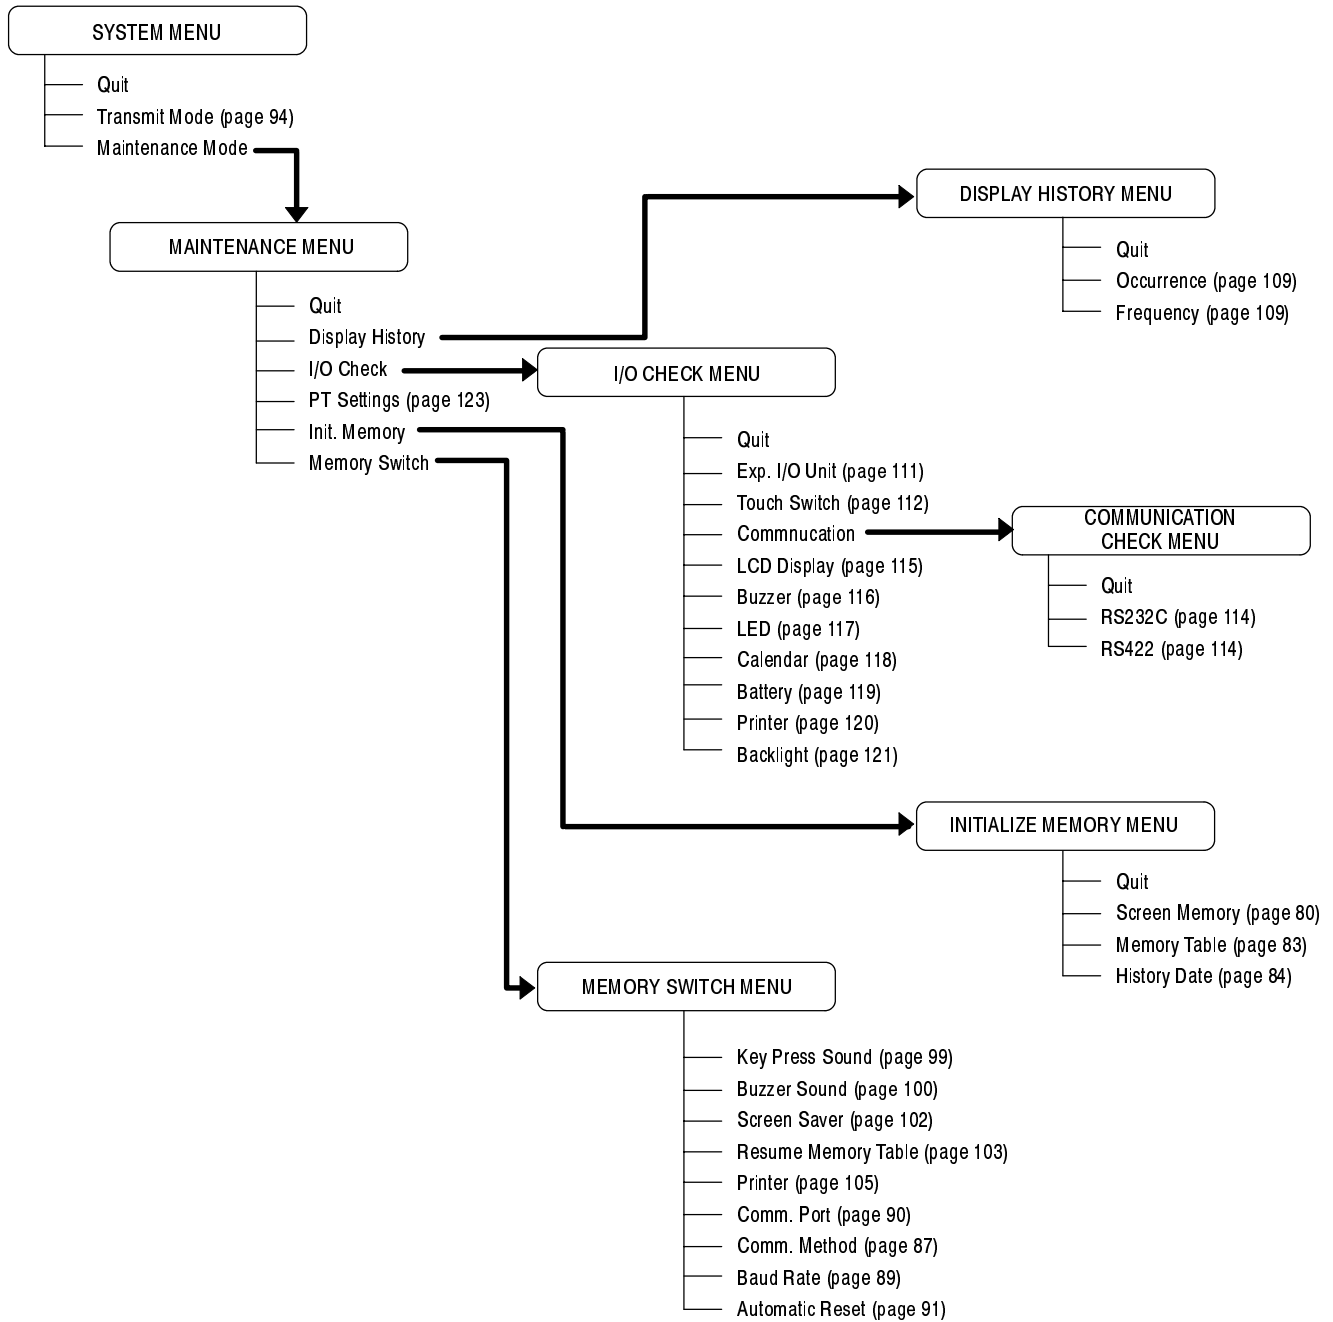 SYSTEM MENU
Quit
Transmit Mode (page 94)
Maintenance Mode
MAINTENANCE MENU
Quit
Display History
I/O Check
PT Settings (page 123)
Init. Memory
Memory Switch
DISPLAY HISTORY MENU
Quit
Occurrence (page 109)
Frequency (page 109)
I/O CHECK MENU
Quit
Exp. I/O Unit (page 111)
Touch Switch (page 112)
Commnucation
LCD Display (page 115)
Buzzer (page 116)
LED (page 117)
Calendar (page 118)
Battery (page 119)
Printer (page 120)
Backlight (page 121)
COMMUNICATION
CHECK MENU
Quit
RS232C (page 114)
RS422 (page 114)
INITIALIZE MEMORY MENU
Quit
Screen Memory (page 80)
Memory Table (page 83)
History Date (page 84)
MEMORY SWITCH MENU
Key Press Sound (page 99)
Buzzer Sound (page 100)
Screen Saver (page 102)
Resume Memory Table (page 103)
Printer (page 105)
Comm. Port (page 90)
Comm. Method (page 87)
Baud Rate (page 89)
Automatic Reset (page 91)